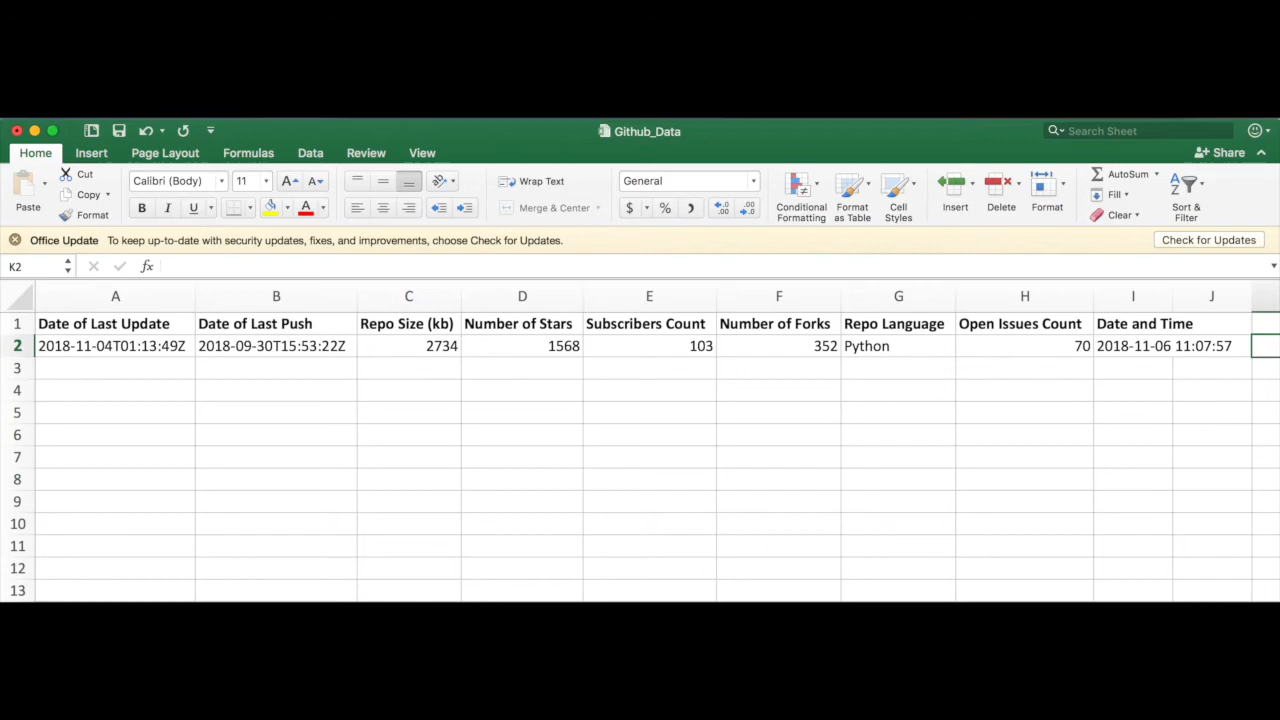 Github_Data
Search Sheet
Home Insert Page Layout Formulas Data Review View
Share
Paste
Cut
Copy
Format
Calibri (Body) 11 A A
B I U A
Wrap Text
Merge & Center
General
$ % )
.0 .00
.00 .0
Conditional Formatting
Format as Table
Cell Styles
Insert
Delete
Format
AutoSum
Fill
Clear
Sort & Filter
Office Update To keep up-to-date with security updates, fixes, and improvements, choose Check for Updates.
Check for Updates
K2 fx
A B C D E F G H I J
1 Date of Last Update Date of Last Push Repo Size (kb) Number of Stars Subscribers Count Number of Forks Repo Language Open Issues Count Date and Time
2 2018-11-04T01:13:49Z 2018-09-30T15:53:22Z 2734 1568 103 352 Python 70 2018-11-06 11:07:57
3
4
5
6
7
8
9
10
11
12
13